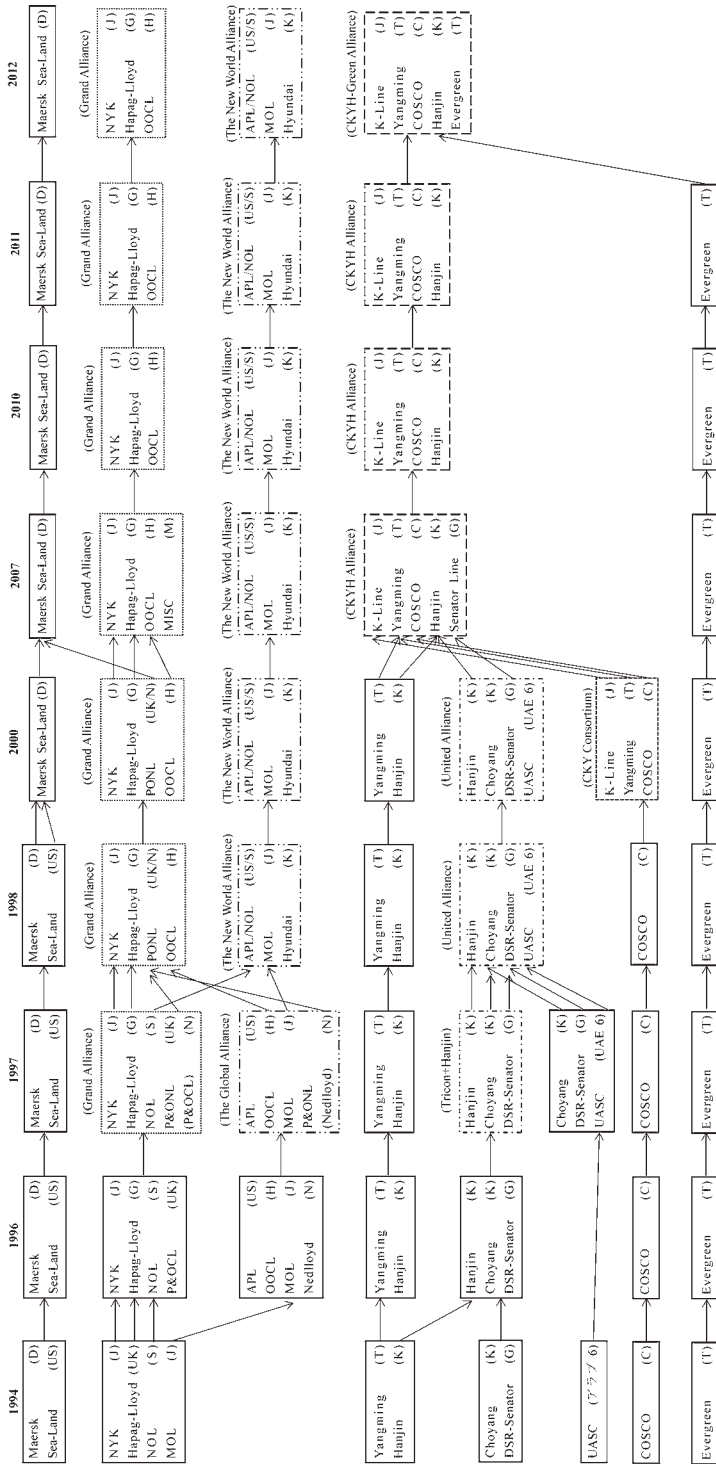 1994
Maersk (D)
Sea-Land (US)
NYK (J)
Hapag-Lloyd (UK)
NOL (S)
MOL (J)
Yangming (T)
Hanjin (K)
Choyang (K)
DSR-Senator (G)
UASC (アラブ 6)
COSCO (C)
Evergreen (T)
1996
Maersk (D)
Sea-Land (US)
NYK (J)
Hapag-Lloyd (G)
NOL (S)
P&OCL (UK)
APL (US)
OOCL (H)
MOL (J)
Nedlloyd (N)
Yangming (T)
Hanjin (K)
Hanjin (K)
Choyang (K)
DSR-Senator (G)
COSCO (C)
Evergreen (T)
1997
Maersk (D)
Sea-Land (US)
(Grand Alliance)
NYK (J)
Hapag-Lloyd (G)
NOL (S)
P&ONL (UK)
(P&OCL) (N)
(The Global Alliance)
APL (US)
OOCL (H)
MOL (J)
P&ONL
(Nedlloyd) (N)
Yangming (T)
Hanjin (K)
(Tricon+Hanjin)
Hanjin (K)
Choyang (K)
DSR-Senator (G)
Choyang (K)
DSR-Senator (G)
UASC (UAE 6)
COSCO (C)
Evergreen (T)
1998
Maersk (D)
Sea-Land (US)
(Grand Alliance)
NYK (J)
Hapag-Lloyd (G)
PONL (UK/N)
OOCL (H)
(The New World Alliance)
APL/NOL (US/S)
MOL (J)
Hyundai (K)
Yangming (T)
Hanjin (K)
(United Alliance)
Hanjin (K)
Choyang (K)
DSR-Senator (G)
UASC (UAE 6)
COSCO (C)
Evergreen (T)
2000
Maersk Sea-Land (D)
(Grand Alliance)
NYK (J)
Hapag-Lloyd (G)
PONL (UK/N)
OOCL (H)
(The New World Alliance)
APL/NOL (US/S)
MOL (J)
Hyundai (K)
Yangming (T)
Hanjin (K)
(United Alliance)
Hanjin (K)
Choyang (K)
DSR-Senator (G)
UASC (UAE 6)
(CKY Consortium)
K-Line (J)
Yangming (T)
COSCO (C)
Evergreen (T)
2007
Maersk Sea-Land (D)
(Grand Alliance)
NYK (J)
Hapag-Lloyd (G)
OOCL (H)
MISC (M)
(The New World Alliance)
APL/NOL (US/S)
MOL (J)
Hyundai (K)
(CKYH Alliance)
K-Line (J)
Yangming (T)
COSCO (C)
Hanjin (K)
Senator Line (G)
Evergreen (T)
2010
Maersk Sea-Land (D)
(Grand Alliance)
NYK (J)
Hapag-Lloyd (G)
OOCL (H)
(The New World Alliance)
APL/NOL (US/S)
MOL (J)
Hyundai (K)
(CKYH Alliance)
K-Line (J)
Yangming (T)
COSCO (C)
Hanjin (K)
Evergreen (T)
2011
Maersk Sea-Land (D)
(Grand Alliance)
NYK (J)
Hapag-Lloyd (G)
OOCL (H)
(The New World Alliance)
APL/NOL (US/S)
MOL (J)
Hyundai (K)
(CKYH Alliance)
K-Line (J)
Yangming (T)
COSCO (C)
Hanjin (K)
Evergreen (T)
2012
Maersk Sea-Land (D)
(Grand Alliance)
NYK (J)
Hapag-Lloyd (G)
OOCL (H)
(The New World Alliance)
APL/NOL (US/S)
MOL (J)
Hyundai (K)
(CKYH-Green Alliance)
K-Line (J)
Yangming (T)
COSCO (C)
Hanjin (K)
Evergreen (T)